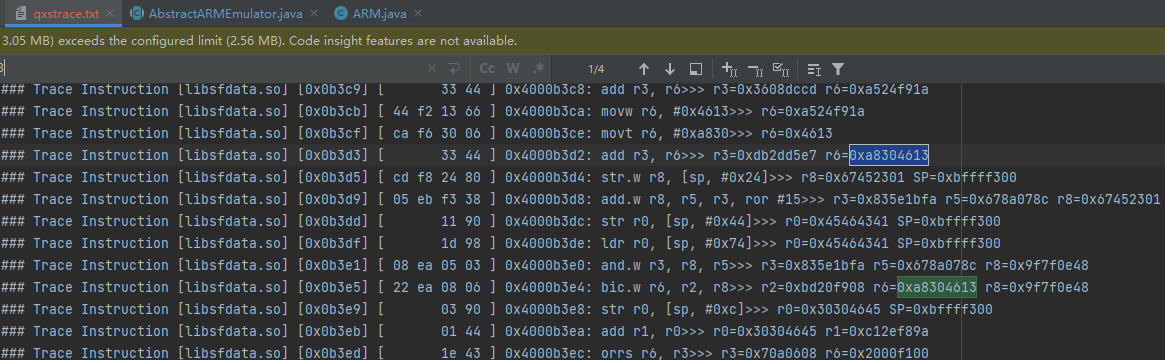 qxstrace.txt × AbstractARMEmulator.java × ARM.java ×
3.05 MB) exceeds the configured limit (2.56 MB). Code insight features are not available.
3 × Cc W .* 1/4
### Trace Instruction [libsfdata.so] [0x0b3c9] [ 33 44 ] 0x4000b3c8: add r3, r6>>> r3=0x3608dccd r6=0xa524f91a
### Trace Instruction [libsfdata.so] [0x0b3cb] [ 44 f2 13 66 ] 0x4000b3ca: movw r6, #0x4613>>> r6=0xa524f91a
### Trace Instruction [libsfdata.so] [0x0b3cf] [ ca f6 30 06 ] 0x4000b3ce: movt r6, #0xa830>>> r6=0x4613
### Trace Instruction [libsfdata.so] [0x0b3d3] [ 33 44 ] 0x4000b3d2: add r3, r6>>> r3=0xdb2dd5e7 r6=0xa8304613
### Trace Instruction [libsfdata.so] [0x0b3d5] [ cd f8 24 80 ] 0x4000b3d4: str.w r8, [sp, #0x24]>>> r8=0x67452301 SP=0xbffff300
### Trace Instruction [libsfdata.so] [0x0b3d9] [ 05 eb f3 38 ] 0x4000b3d8: add.w r8, r5, r3, ror #15>>> r3=0x835e1bfa r5=0x678a078c r8=0x67452301
### Trace Instruction [libsfdata.so] [0x0b3dd] [ 11 90 ] 0x4000b3dc: str r0, [sp, #0x44]>>> r0=0x45464341 SP=0xbffff300
### Trace Instruction [libsfdata.so] [0x0b3df] [ 1d 98 ] 0x4000b3de: ldr r0, [sp, #0x74]>>> r0=0x45464341 SP=0xbffff300
### Trace Instruction [libsfdata.so] [0x0b3e1] [ 08 ea 05 03 ] 0x4000b3e0: and.w r3, r8, r5>>> r3=0x835e1bfa r5=0x678a078c r8=0x9f7f0e48
### Trace Instruction [libsfdata.so] [0x0b3e5] [ 22 ea 08 06 ] 0x4000b3e4: bic.w r6, r2, r8>>> r2=0xbd20f908 r6=0xa8304613 r8=0x9f7f0e48
### Trace Instruction [libsfdata.so] [0x0b3e9] [ 03 90 ] 0x4000b3e8: str r0, [sp, #0xc]>>> r0=0x30304645 SP=0xbffff300
### Trace Instruction [libsfdata.so] [0x0b3eb] [ 01 44 ] 0x4000b3ea: add r1, r0>>> r0=0x30304645 r1=0xc12ef89a
### Trace Instruction [libsfdata.so] [0x0b3ed] [ 1e 43 ] 0x4000b3ec: orrs r6, r3>>> r3=0x70a0608 r6=0x2000f100